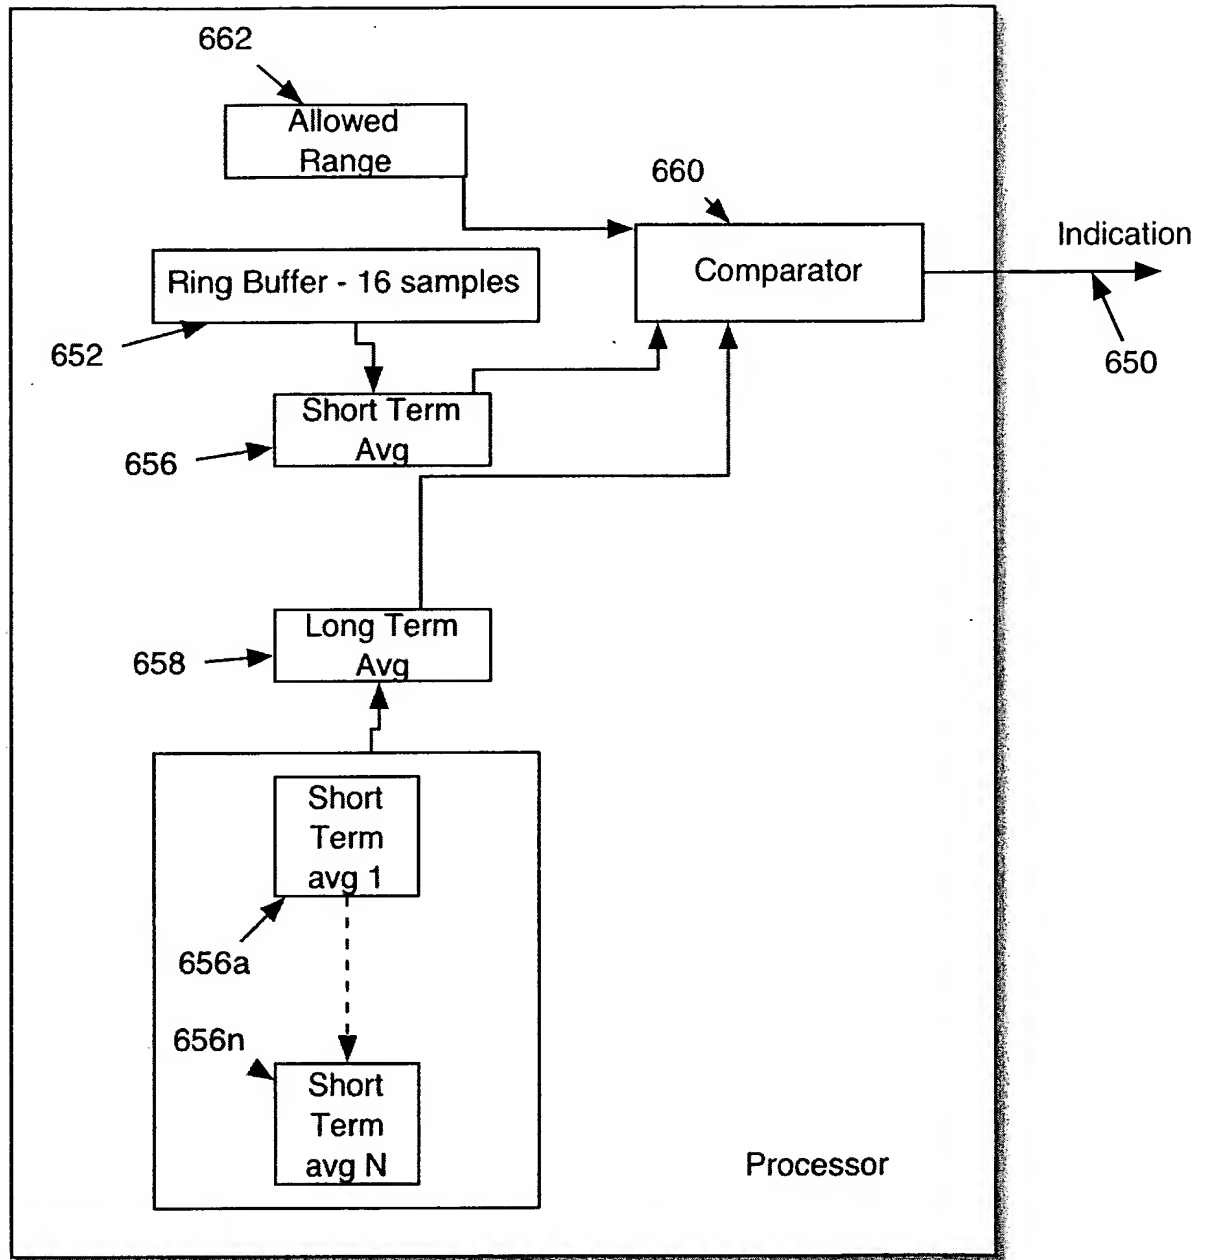 662
Allowed
Range
660
Comparator
Indication
650
Ring Buffer - 16 samples
652
Short Term
Avg
656
Long Term
Avg
658
Short
Term
avg 1
656a
656n
Short
Term
avg N
Processor